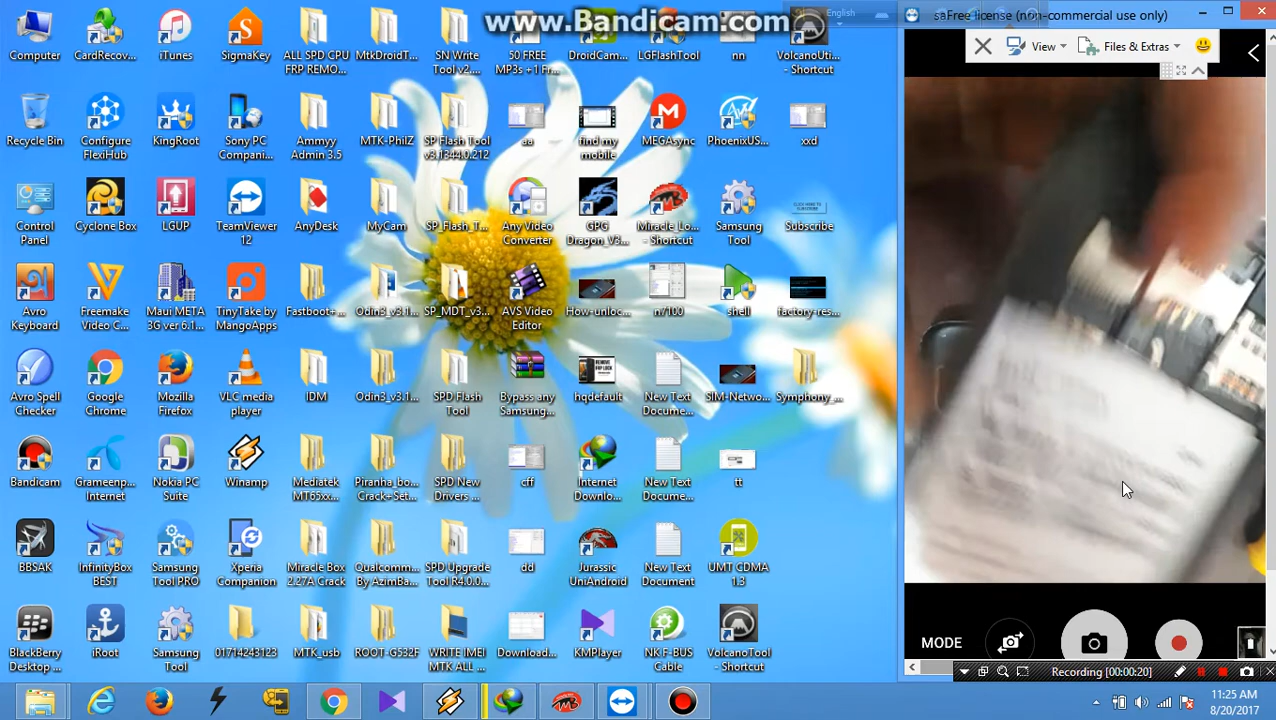 www.Bandicam.com
English
saFree license (non-commercial use only)
View
Files & Extras
Computer
CardRecov...
iTunes
SigmaKey
ALL SPD CPU
FRP REMO...
MtkDroidT...
SN Write
Tool v2....
50 FREE
MP3s +1 Fr...
DroidCam...
LGFlashTool
nn
VolcanoUti...
- Shortcut
Recycle Bin
Configure
FlexiHub
KingRoot
Sony PC
Compani...
Ammyy
Admin 3.5
MTK-PhilZ
SP Flash Tool
v3.1344.0.212
aa
find my
mobile
MEGAsync
PhoenixUS...
xxd
Control
Panel
Cyclone Box
LGUP
TeamViewer
12
AnyDesk
MyCam
SP_Flash_T...
Any Video
Converter
GPG
Dragon_V3...
Miracle_Lo...
- Shortcut
Samsung
Tool
Subscribe
Avro
Keyboard
Freemake
Video C...
Maui META
3G ver 6.1...
TinyTake by
MangoApps
Fastboot+...
Odin3_v3.1...
SP_MDT_v3...
AVS Video
Editor
How-unloc...
n7100
shell
factory-res...
Avro Spell
Checker
Google
Chrome
Mozilla
Firefox
VLC media
player
IDM
Odin3_v3.1...
SPD Flash
Tool
Bypass any
Samsung...
hqdefault
New Text
Docume...
SIM-Netwo...
Symphony_...
Bandicam
Grameenp...
Internet
Nokia PC
Suite
Winamp
Mediatek
MT65xx...
Piranha_bo...
Crack+Set...
SPD New
Drivers ...
cff
Internet
Downlo...
New Text
Docume...
tt
BBSAK
InfinityBox
BEST
Samsung
Tool PRO
Xperia
Companion
Miracle Box
2.27A Crack
Qualcomm...
By AzimBa...
SPD Upgrade
Tool R4.0.0...
dd
Jurassic
UniAndroid
New Text
Document
UMT CDMA
1.3
BlackBerry
Desktop ...
iRoot
Samsung
Tool
01714243123
MTK_usb
ROOT-G532F
WRITE IMEI
MTK ALL ...
Download...
KMPlayer
NK F-BUS
Cable
VolcanoTool
- Shortcut
MODE
Recording [00:00:20]
11:25 AM
8/20/2017